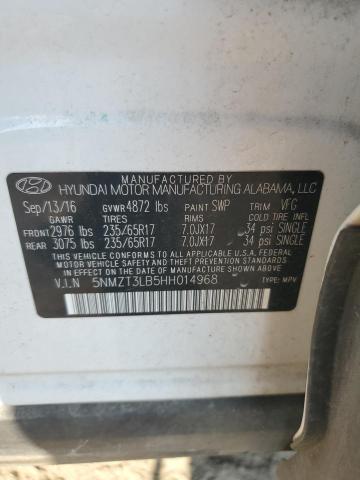 MANUFACTURED BY
HYUNDAI MOTOR MANUFACTURING ALABAMA, LLC
Sep/13/16 GVWR 4872 lbs PAINT SWP TRIM VFG
GAWR TIRES RIMS COLD TIRE INF.PR.
FRONT 2976 lbs 235/65R17 7.0JX17 34 psi SINGLE
REAR 3075 lbs 235/65R17 7.0JX17 34 psi SINGLE
THIS VEHICLE CONFORMS TO ALL APPLICABLE U.S. FEDERAL MOTOR
VEHICLE SAFETY AND THEFT PREVENTION STANDARDS IN
EFFECT ON THE DATE OF MANUFACTURE SHOWN ABOVE.
V.I.N 5NMZT3LB5HH014968 TYPE: MPV